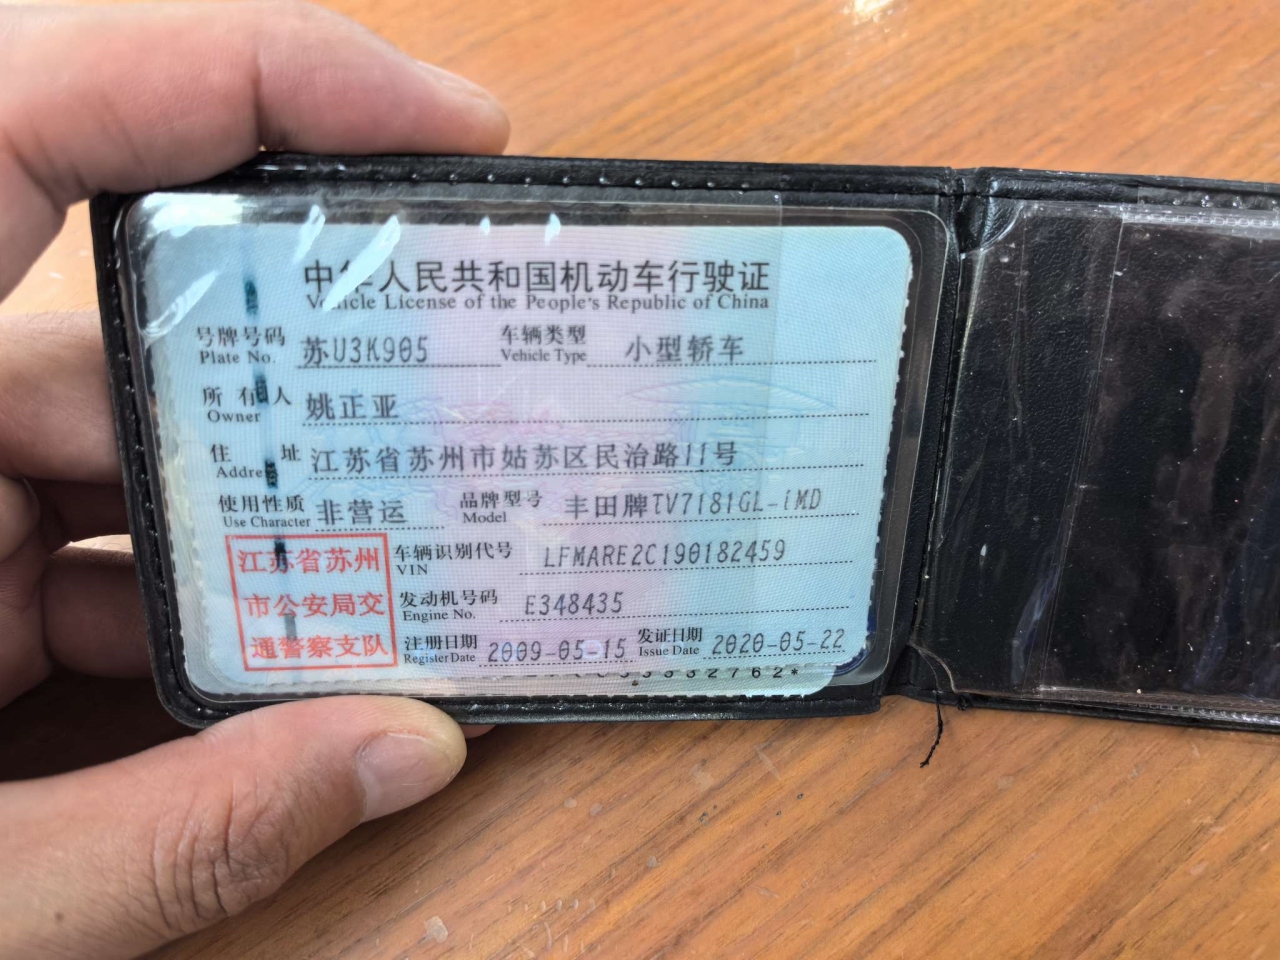 中华人民共和国机动车行驶证
Vehicle License of the People's Republic of China
号牌号码 Plate No. 苏U3K905 车辆类型 Vehicle Type 小型轿车
所有人 Owner 姚正亚
住址 Address 江苏省苏州市姑苏区民治路11号
使用性质 Use Character 非营运 品牌型号 Model 丰田牌TV7181GL-iMD
江苏省苏州
市公安局交
通警察支队
车辆识别代号 VIN LFMARE2C190182459
发动机号码 Engine No. E348435
注册日期 Register Date 2009-05-15 发证日期 Issue Date 2020-05-22